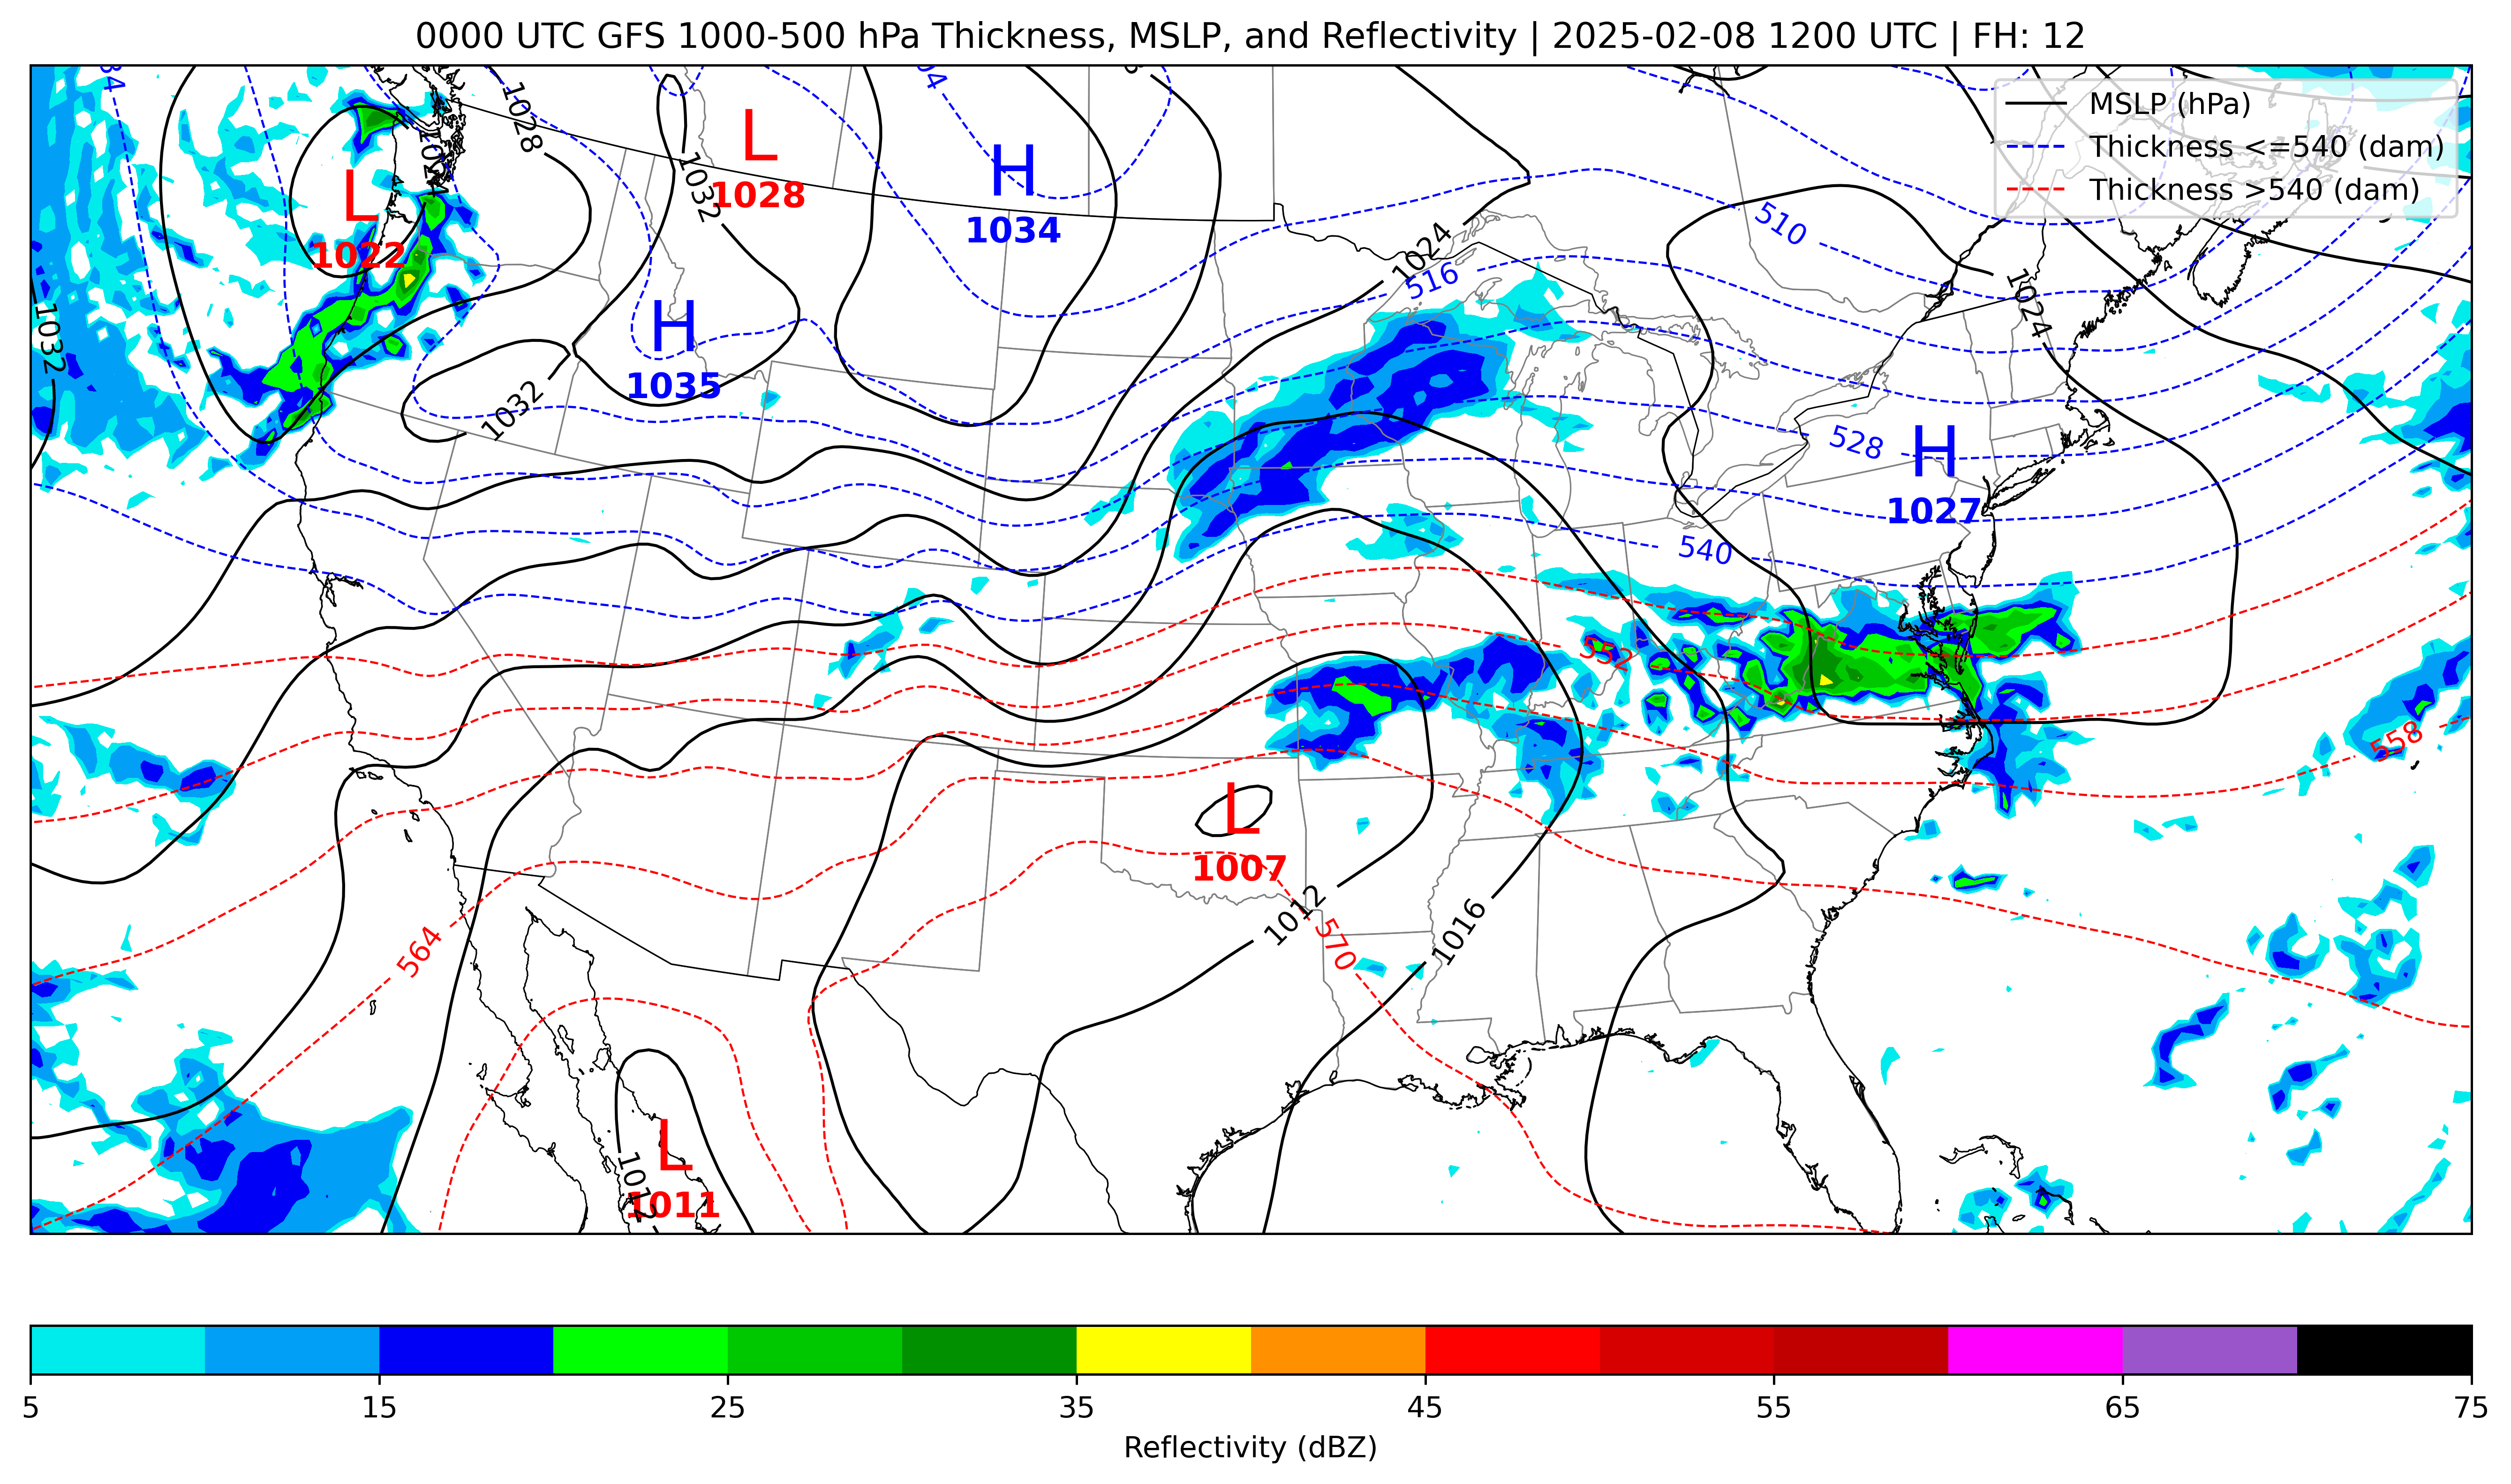 0000 UTC GFS 1000-500 hPa Thickness, MSLP, and Reflectivity | 2025-02-08 1200 UTC | FH: 12
MSLP (hPa)
Thickness <=540 (dam)
Thickness >540 (dam)
1028
L
1028
H
1034
L
1022
1032
1024
510
516
1024
1032
H
1035
1032
528
H
1027
540
552
558
L
1007
1012
1016
564
570
L
1011
1012
5 15 25 35 45 55 65 75
Reflectivity (dBZ)